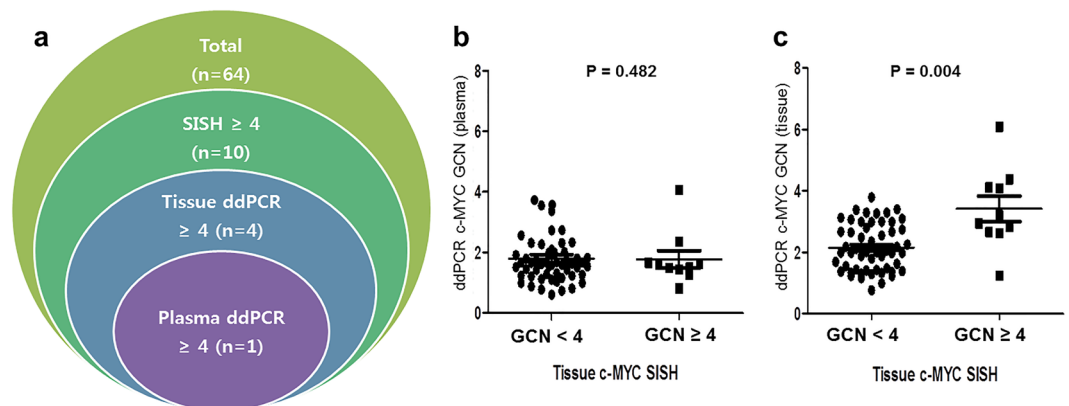 a
Total
(n=64)
SISH ≥ 4
(n=10)
Tissue ddPCR
≥ 4 (n=4)
Plasma ddPCR
≥ 4 (n=1)
b
P = 0.482
ddPCR c-MYC GCN (plasma)
8
6
4
2
0
GCN < 4
GCN ≥ 4
Tissue c-MYC SISH
c
P = 0.004
ddPCR c-MYC GCN (tissue)
8
6
4
2
0
GCN < 4
GCN ≥ 4
Tissue c-MYC SISH